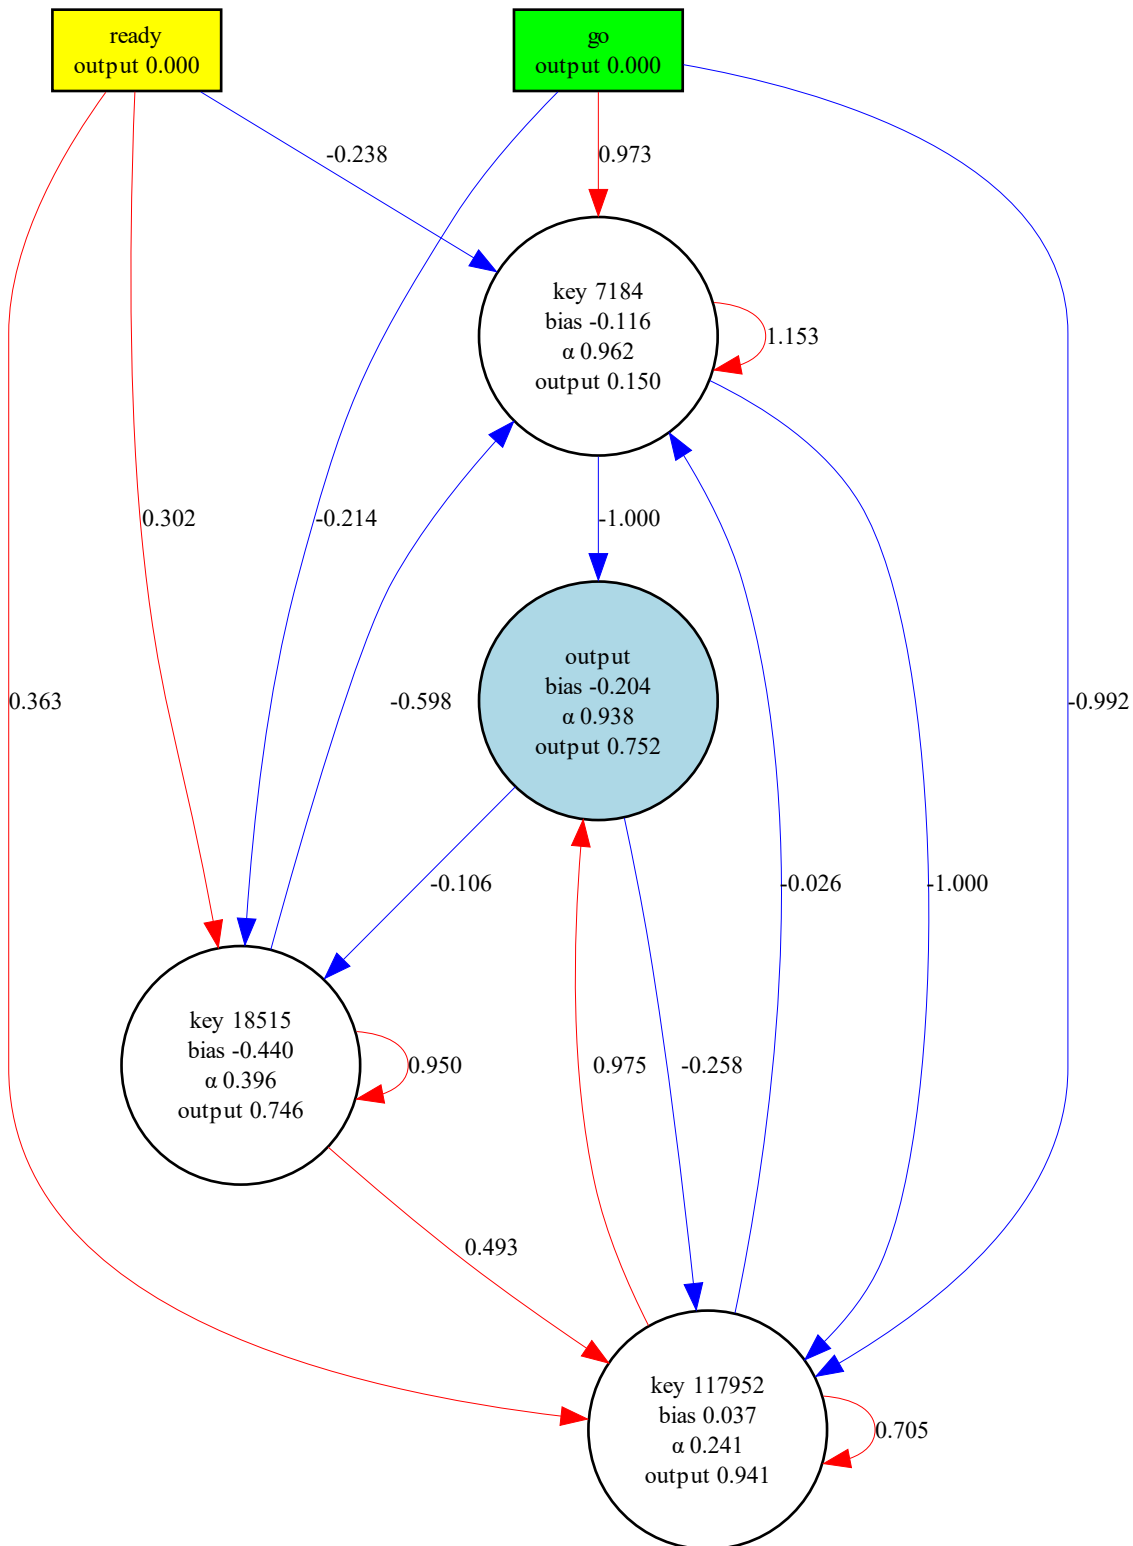 ready
output 0.000
go
output 0.000
-0.238
0.973
key 7184
bias -0.116
α 0.962
output 0.150
1.153
0.302
-0.214
-1.000
output
bias -0.204
α 0.938
output 0.752
0.363
-0.598
-0.992
-0.106
-0.026
-1.000
key 18515
bias -0.440
α 0.396
output 0.746
0.950
0.975
-0.258
0.493
key 117952
bias 0.037
α 0.241
output 0.941
0.705